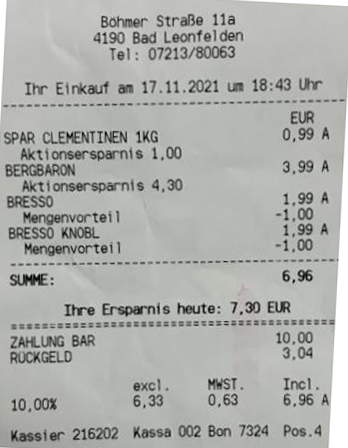 Böhmer Straße 11a
4190 Bad Leonfelden
Tel: 07213/80063
Ihr Einkauf am 17.11.2021 um 18:43 Uhr
EUR
SPAR CLEMENTINEN 1KG 0,99 A
Aktionsersparnis 1,00
BERGBARON 3,99 A
Aktionsersparnis 4,30
BRESSO 1,99 A
Mengenvorteil -1,00
BRESSO KNOBL 1,99 A
Mengenvorteil -1,00
SUMME: 6,96
Ihre Ersparnis heute: 7,30 EUR
ZAHLUNG BAR 10,00
RÜCKGELD 3,04
excl. MWST. Incl.
10,00% 6,33 0,63 6,96 A
Kassier 216202 Kassa 002 Bon 7324 Pos.4